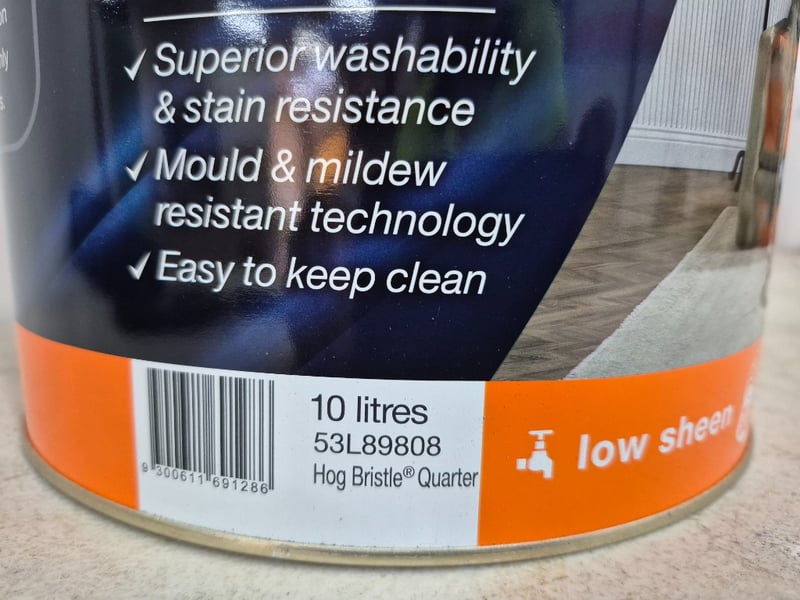 ✓ Superior washability
& stain resistance
✓ Mould & mildew
resistant technology
✓ Easy to keep clean
10 litres
53L89808
Hog Bristle® Quarter
9 300611 691286
low sheen